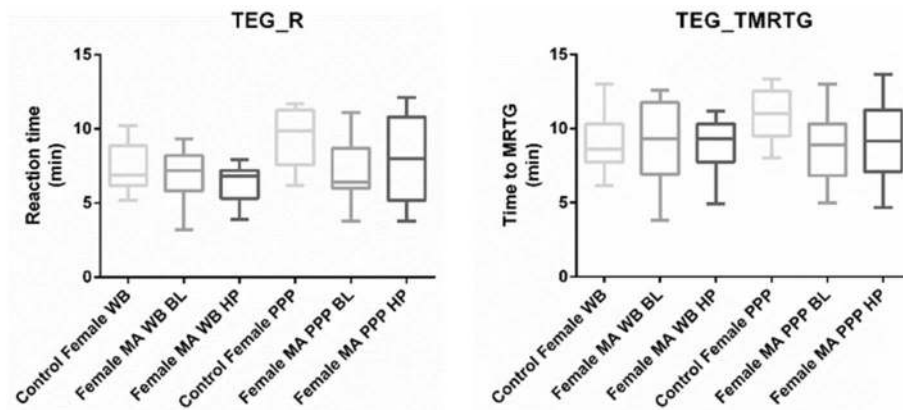 TEG_R
Reaction time
(min)
15
10
5
0
Control Female WB
Female MA WB BL
Female MA WB HP
Control Female PPP
Female MA PPP BL
Female MA PPP HP
TEG_TMRTG
Time to MRTG
(min)
15
10
5
0
Control Female WB
Female MA WB BL
Female MA WB HP
Control Female PPP
Female MA PPP BL
Female MA PPP HP